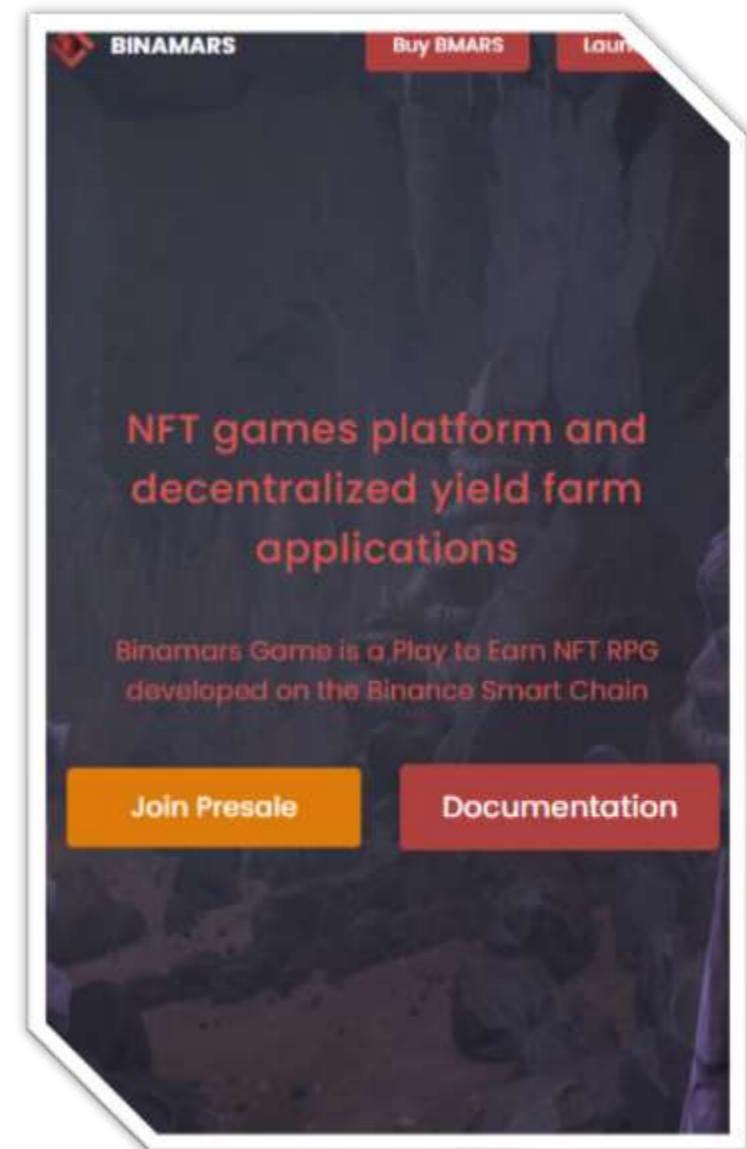 BINAMARS
Buy BMARS
NFT games platform and
decentralized yield farm
applications
Binamars Game is a Play to Earn NFT RPG
developed on the Binance Smart Chain
Join Presale
Documentation